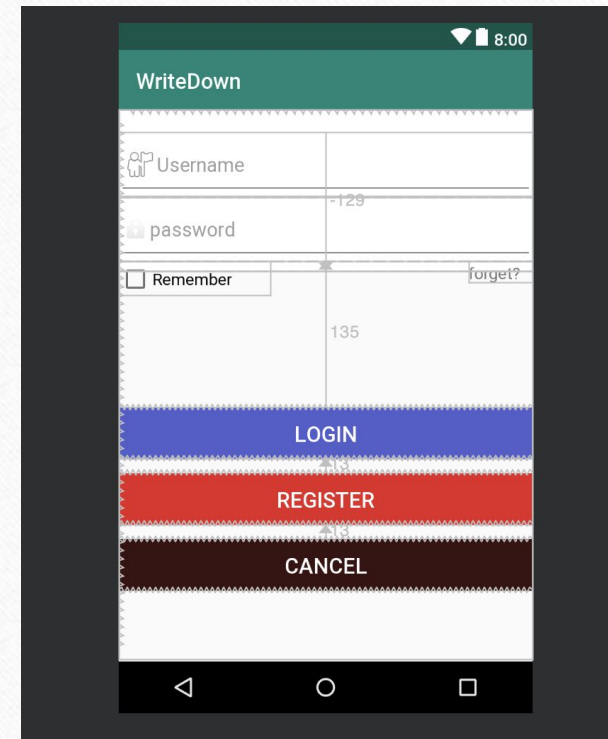 8:00
WriteDown
Username
-129
password
Remember
forget?
135
LOGIN
13
REGISTER
13
CANCEL